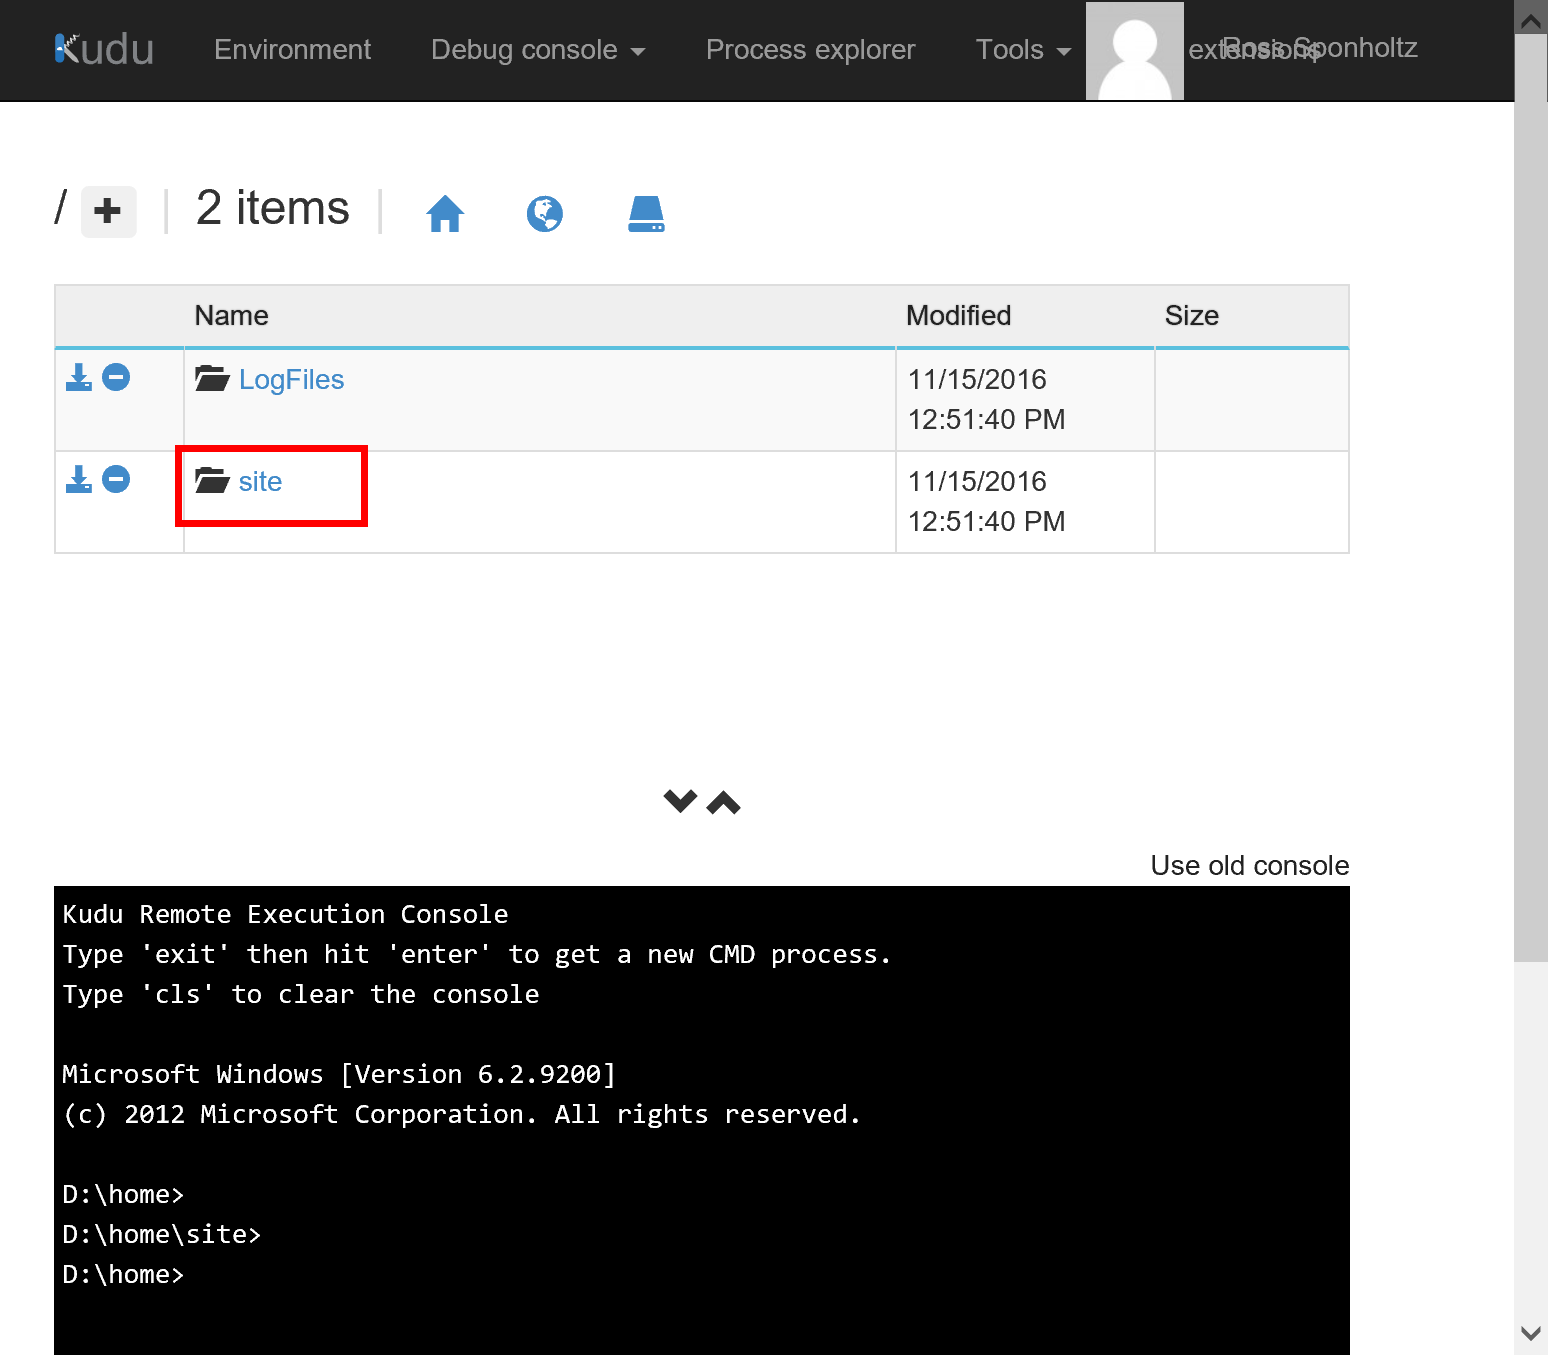 Kudu Environment Debug console Process explorer Tools extensions Ross Sponholtz
/ 2 items
Name Modified Size
LogFiles 11/15/2016
12:51:40 PM
site 11/15/2016
12:51:40 PM
Use old console
Kudu Remote Execution Console
Type 'exit' then hit 'enter' to get a new CMD process.
Type 'cls' to clear the console
Microsoft Windows [Version 6.2.9200]
(c) 2012 Microsoft Corporation. All rights reserved.
D:\home>
D:\home\site>
D:\home>